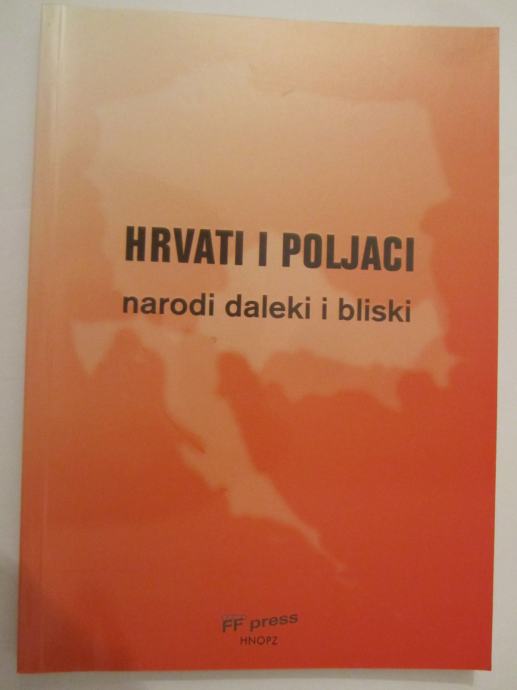 HRVATI I POLJACI
narodi daleki i bliski
FF press
HNOPZ